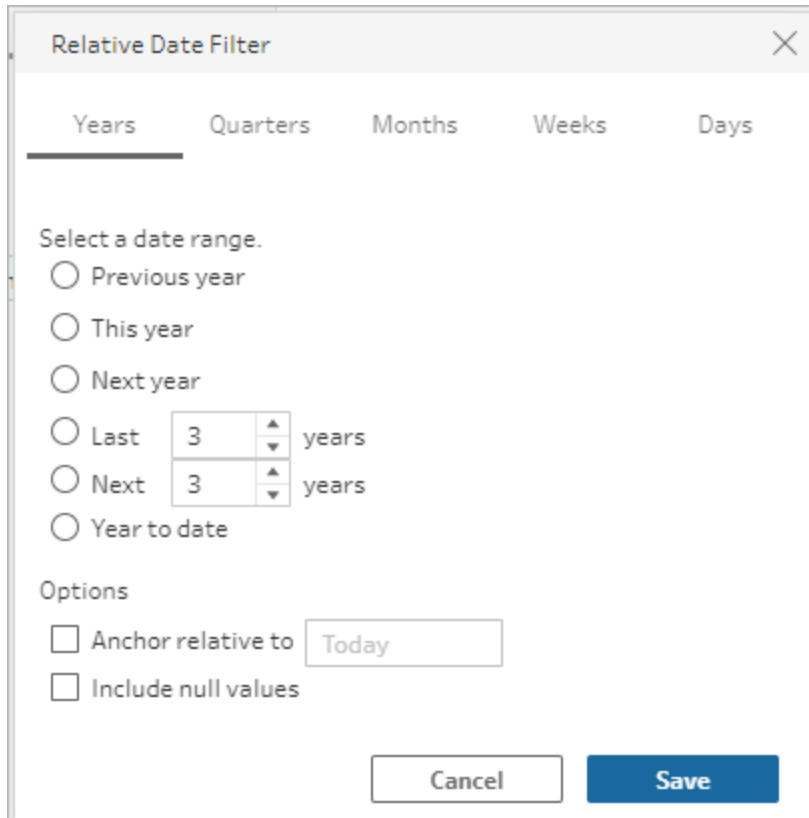 Relative Date Filter
Years Quarters Months Weeks Days
Select a date range.
Previous year
This year
Next year
Last 3 years
Next 3 years
Year to date
Options
Anchor relative to Today
Include null values
Cancel Save